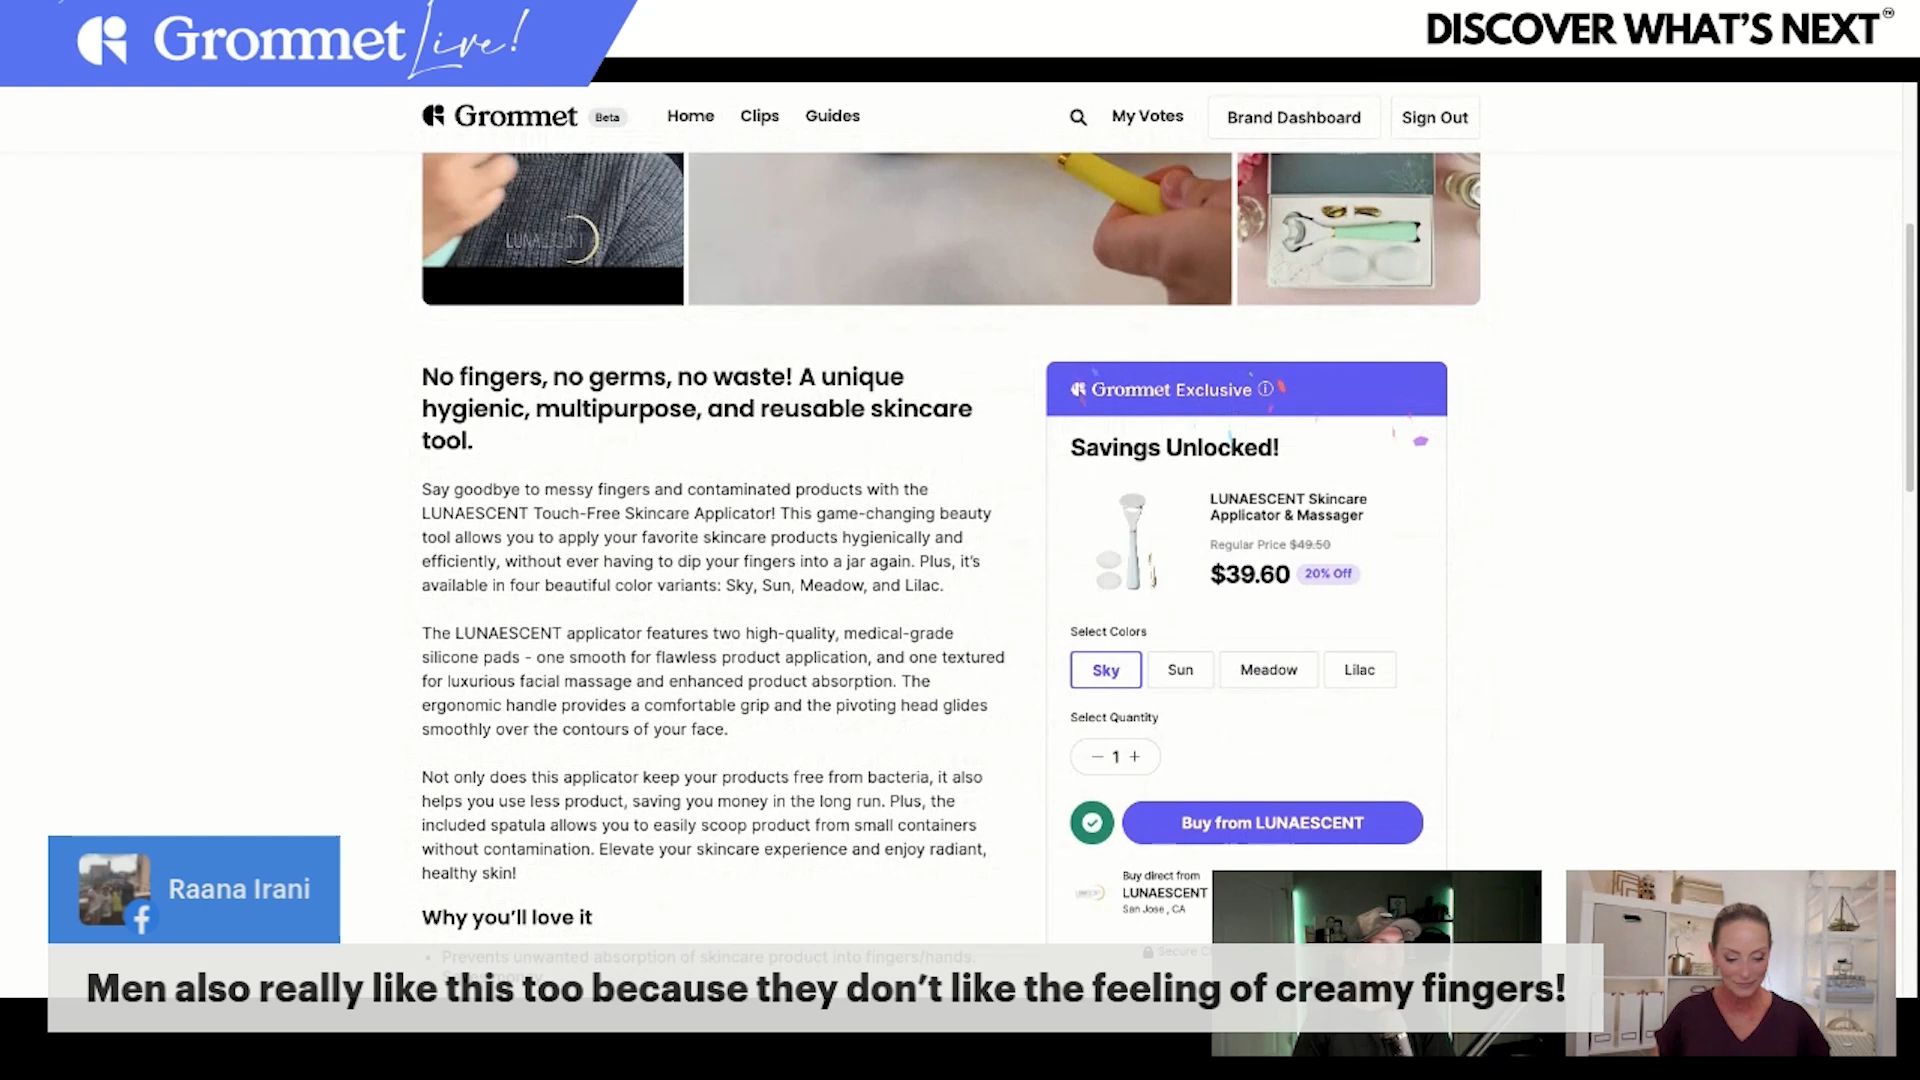 Grommet Live!
DISCOVER WHAT'S NEXT
Grommet Beta Home Clips Guides My Votes Brand Dashboard Sign Out
LUNAESCENT
No fingers, no germs, no waste! A unique
hygienic, multipurpose, and reusable skincare
tool.
Say goodbye to messy fingers and contaminated products with the
LUNAESCENT Touch-Free Skincare Applicator! This game-changing beauty
tool allows you to apply your favorite skincare products hygienically and
efficiently, without ever having to dip your fingers into a jar again. Plus, it's
available in four beautiful color variants: Sky, Sun, Meadow, and Lilac.
The LUNAESCENT applicator features two high-quality, medical-grade
silicone pads - one smooth for flawless product application, and one textured
for luxurious facial massage and enhanced product absorption. The
ergonomic handle provides a comfortable grip and the pivoting head glides
smoothly over the contours of your face.
Not only does this applicator keep your products free from bacteria, it also
helps you use less product, saving you money in the long run. Plus, the
included spatula allows you to easily scoop product from small containers
without contamination. Elevate your skincare experience and enjoy radiant,
healthy skin!
Why you'll love it
• Prevents unwanted absorption of skincare product into fingers/hands.
Grommet Exclusive
Savings Unlocked!
LUNAESCENT Skincare
Applicator & Massager
Regular Price $49.50
$39.60 20% Off
Select Colors
Sky Sun Meadow Lilac
Select Quantity
− 1 +
Buy from LUNAESCENT
Buy direct from
LUNAESCENT
San Jose, CA
Secure
Raana Irani
Men also really like this too because they don't like the feeling of creamy fingers!